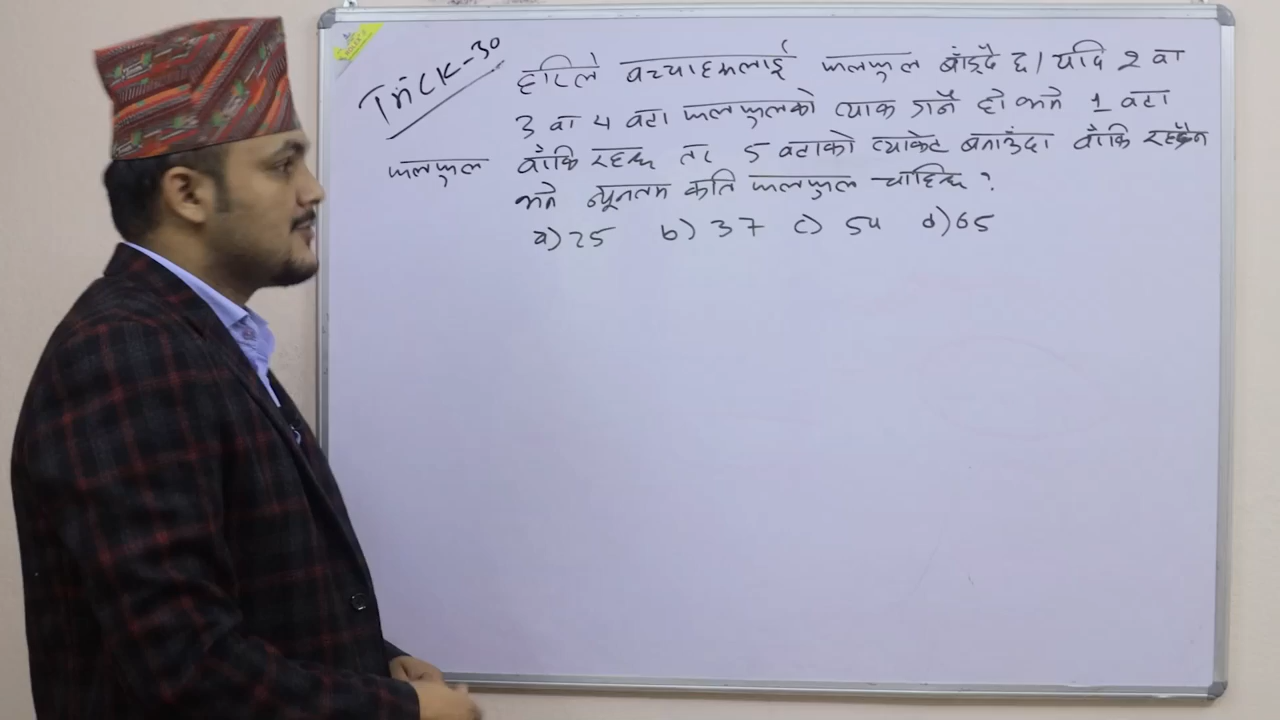 Trick-30
हरिले बच्चाहरूलाई फलफूल बाँड्दै छ। यदि 2 वा
3 वा 4 वटा फलफूलको प्याक गर्ने हो भने 1 वटा
फलफूल बाँकि रहन्छ तर 5 वटाको प्याकेट बनाउँदा बाँकि रहँदैन
भने न्यूनतम कति फलफूल चाहिन्छ ?
a) 25 b) 37 c) 54 d) 65